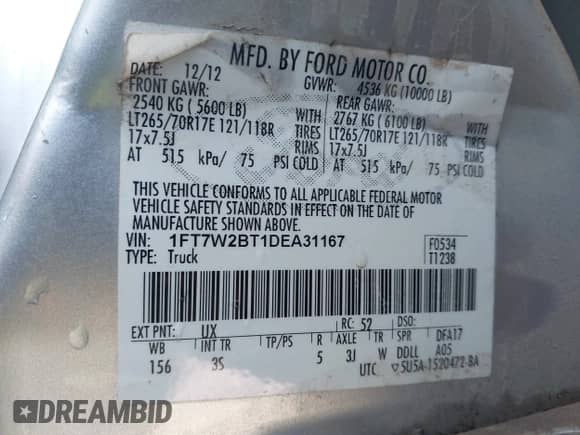 MFD. BY FORD MOTOR CO.
DATE: 12/12 GVWR: 4536 KG (10000 LB)
FRONT GAWR: REAR GAWR:
2540 KG ( 5600 LB) WITH 2767 KG ( 6100 LB) WITH
LT265/70R17E 121/118R TIRES LT265/70R17E 121/118R TIRES
17x7.5J RIMS 17x7.5J RIMS
AT 515 kPa/ 75 PSI COLD AT 515 kPa/ 75 PSI COLD
THIS VEHICLE CONFORMS TO ALL APPLICABLE FEDERAL MOTOR
VEHICLE SAFETY STANDARDS IN EFFECT ON THE DATE OF
MANUFACTURE SHOWN ABOVE.
VIN: 1FT7W2BT1DEA31167 F0534
TYPE: Truck T1238
EXT PNT: UX RC: 52 DSO:
WB INT TR TP/PS R AXLE TR SPR DFA17
156 3S 5 3J W DDLL A05
UTC ▽5U5A-1520472-BA
DREAMBID